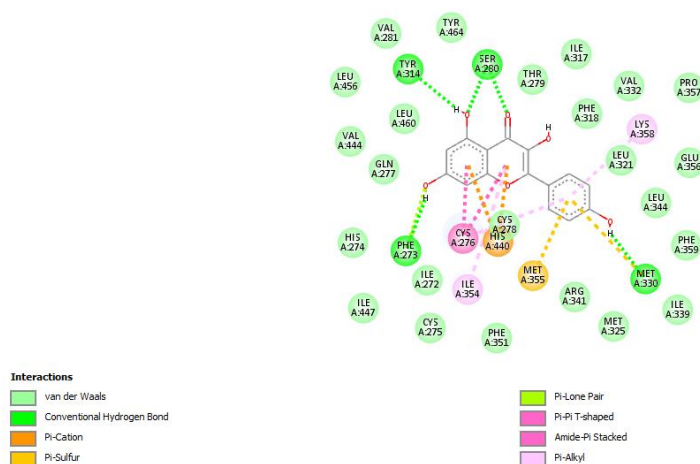 VAL
A:281
TYR
A:464
TYR
A:314
SER
A:280
ILE
A:317
LEU
A:456
THR
A:279
VAL
A:332
PRO
A:357
LEU
A:460
PHE
A:318
LYS
A:358
H
O
O
H
O
VAL
A:444
GLN
A:277
LEU
A:321
GLU
A:356
O
H
O
LEU
A:344
O
H
CYS
A:278
HIS
A:274
PHE
A:273
CYS
A:276
HIS
A:440
PHE
A:359
ILE
A:272
ILE
A:354
MET
A:355
MET
A:330
ARG
A:341
ILE
A:339
ILE
A:447
CYS
A:275
PHE
A:351
MET
A:325
Interactions
van der Waals
Conventional Hydrogen Bond
Pi-Cation
Pi-Sulfur
Pi-Lone Pair
Pi-Pi T-shaped
Amide-Pi Stacked
Pi-Alkyl